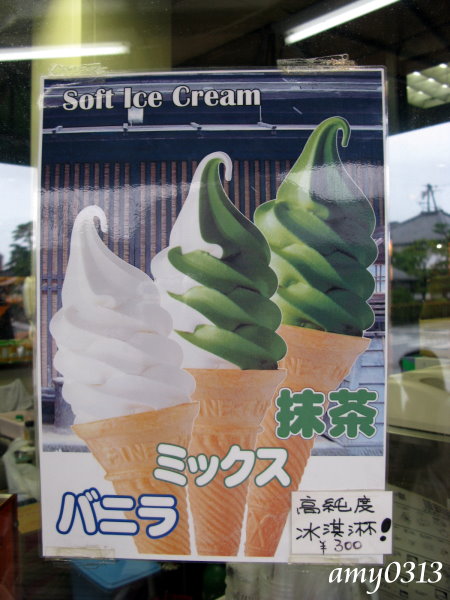 Soft Ice Cream
抹茶
ミックス
バニラ
高純度
冰淇淋!
¥300
amy0313